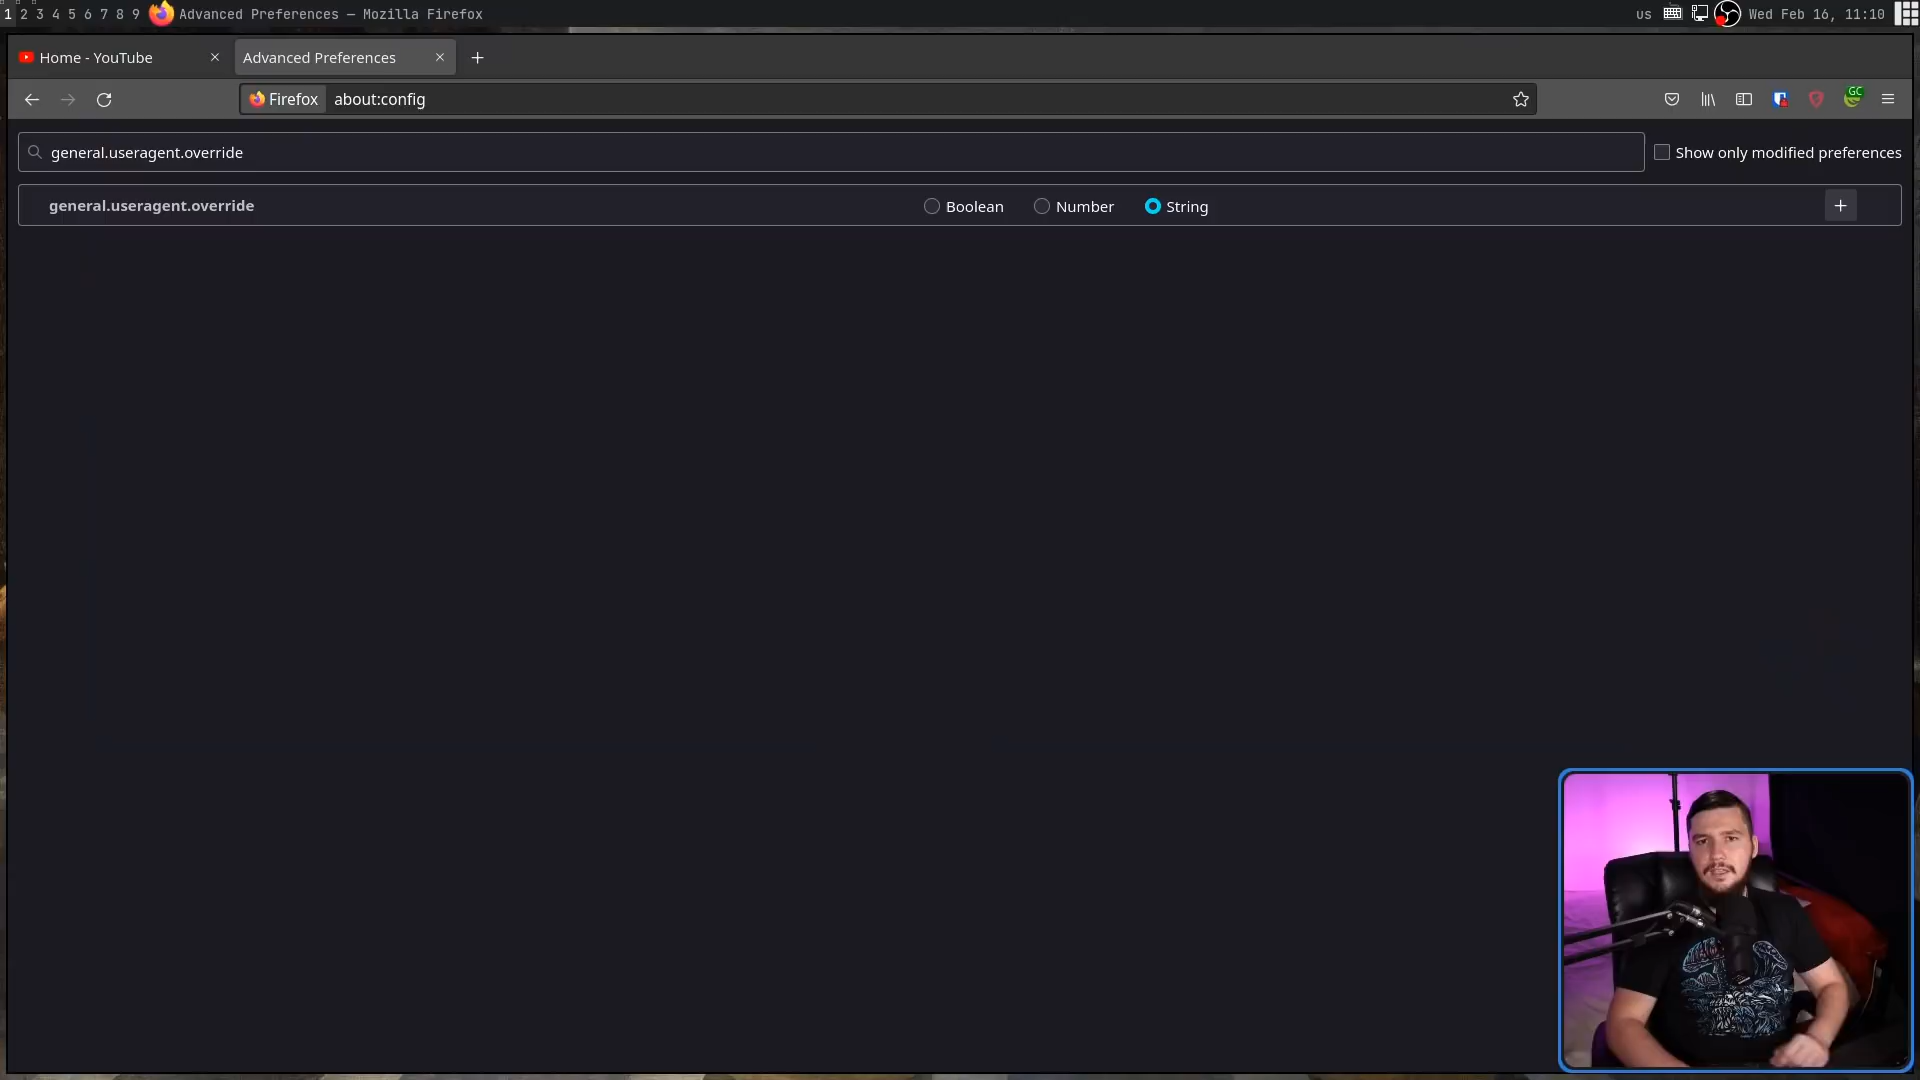 1 2 3 4 5 6 7 8 9 Advanced Preferences — Mozilla Firefox us Wed Feb 16, 11:10
Home - YouTube Advanced Preferences
Firefox about:config GC
general.useragent.override Show only modified preferences
general.useragent.override Boolean Number String